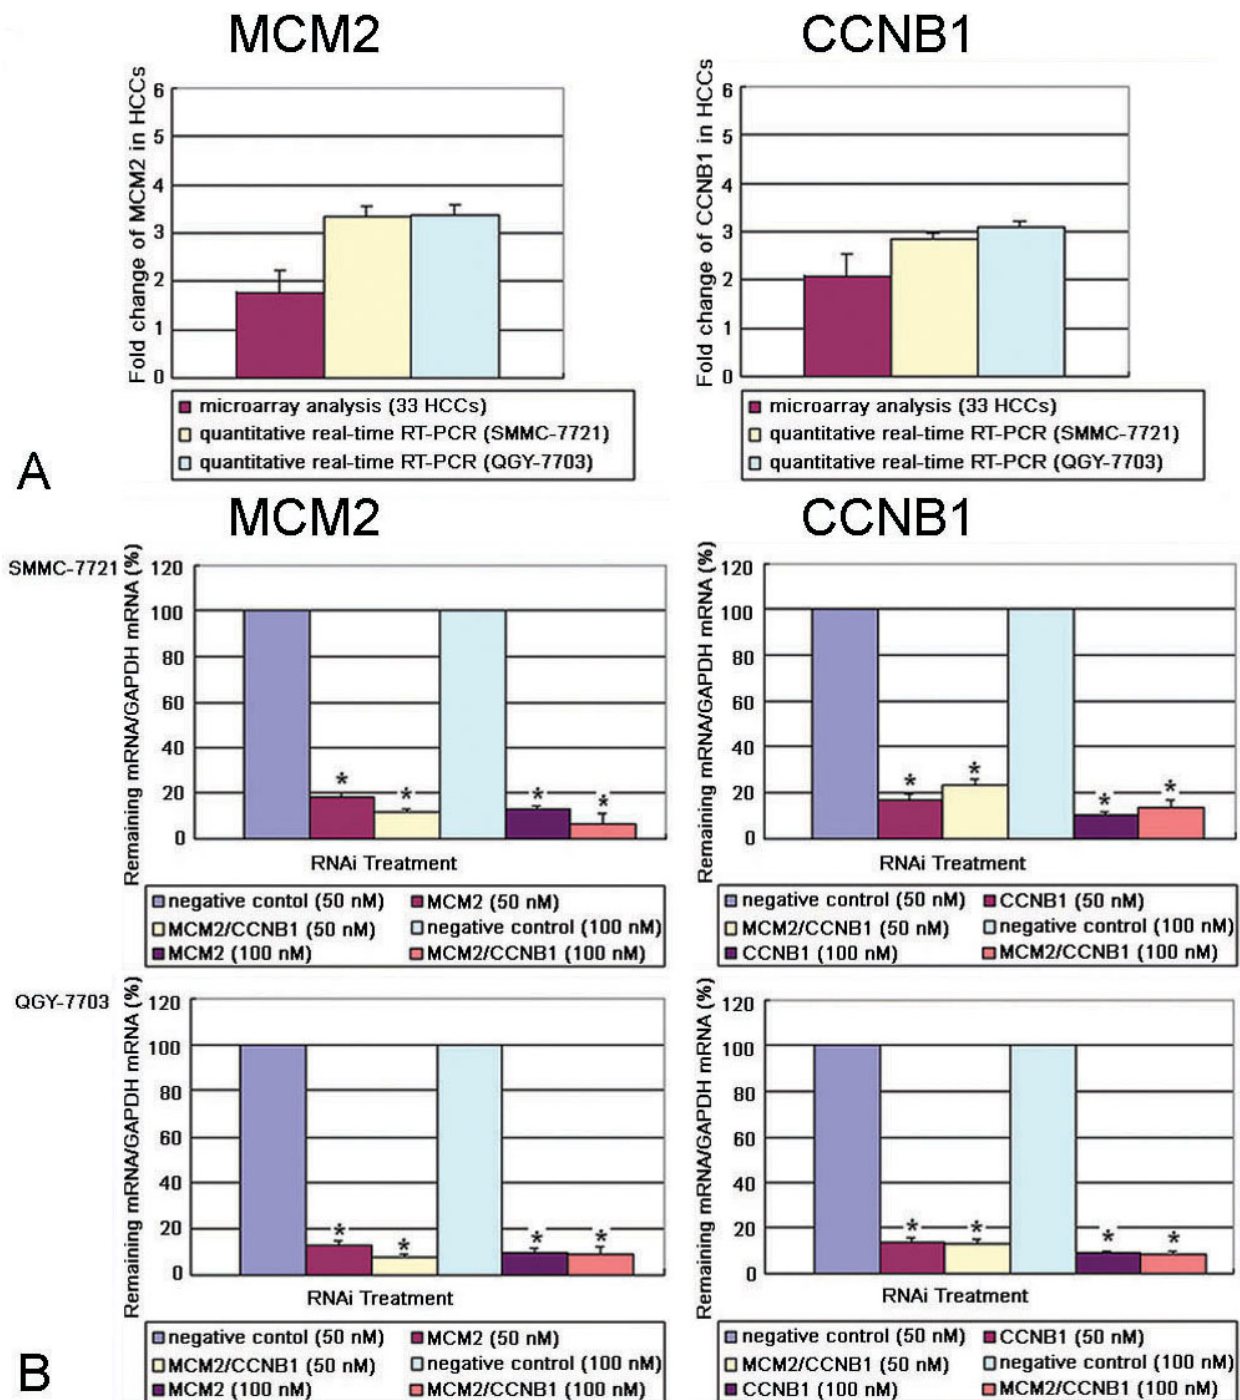 MCM2
CCNB1
Fold change of MCM2 in HCCs
6
5
4
3
2
1
0
microarray analysis (33 HCCs)
quantitative real-time RT-PCR (SMMC-7721)
quantitative real-time RT-PCR (QGY-7703)
Fold change of CCNB1 in HCCs
6
5
4
3
2
1
0
microarray analysis (33 HCCs)
quantitative real-time RT-PCR (SMMC-7721)
quantitative real-time RT-PCR (QGY-7703)
A
MCM2
CCNB1
SMMC-7721
Remaining mRNA/GAPDH mRNA (%)
120
100
80
60
40
20
0
* * * *
RNAi Treatment
negative contol (50 nM) MCM2 (50 nM)
MCM2/CCNB1 (50 nM) negative control (100 nM)
MCM2 (100 nM) MCM2/CCNB1 (100 nM)
Remaining mRNA/GAPDH mRNA (%)
120
100
80
60
40
20
0
* * * *
RNAi Treatment
negative control (50 nM) CCNB1 (50 nM)
MCM2/CCNB1 (50 nM) negative control (100 nM)
CCNB1 (100 nM) MCM2/CCNB1 (100 nM)
QGY-7703
Remaining mRNA/GAPDH mRNA (%)
120
100
80
60
40
20
0
* * * *
RNAi Treatment
negative contol (50 nM) MCM2 (50 nM)
MCM2/CCNB1 (50 nM) negative control (100 nM)
MCM2 (100 nM) MCM2/CCNB1 (100 nM)
Remaining mRNA/GAPDH mRNA (%)
120
100
80
60
40
20
0
* * * *
RNAi Treatment
negative control (50 nM) CCNB1 (50 nM)
MCM2/CCNB1 (50 nM) negative control (100 nM)
CCNB1 (100 nM) MCM2/CCNB1 (100 nM)
B